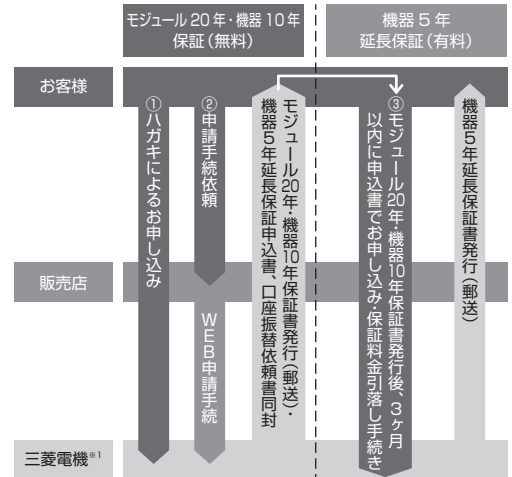 モジュール20年・機器10年
保証（無料）
機器5年
延長保証（有料）
お客様
販売店
三菱電機※1
①ハガキによるお申し込み
②申請手続依頼
WEB申請手続
モジュール20年・機器10年保証書発行（郵送）・
機器5年延長保証申込書、口座振替依頼書同封
③モジュール20年・機器10年保証書発行後、3ヶ月
以内に申込書でお申し込み・保証料金引落し手続き
機器5年延長保証書発行（郵送）